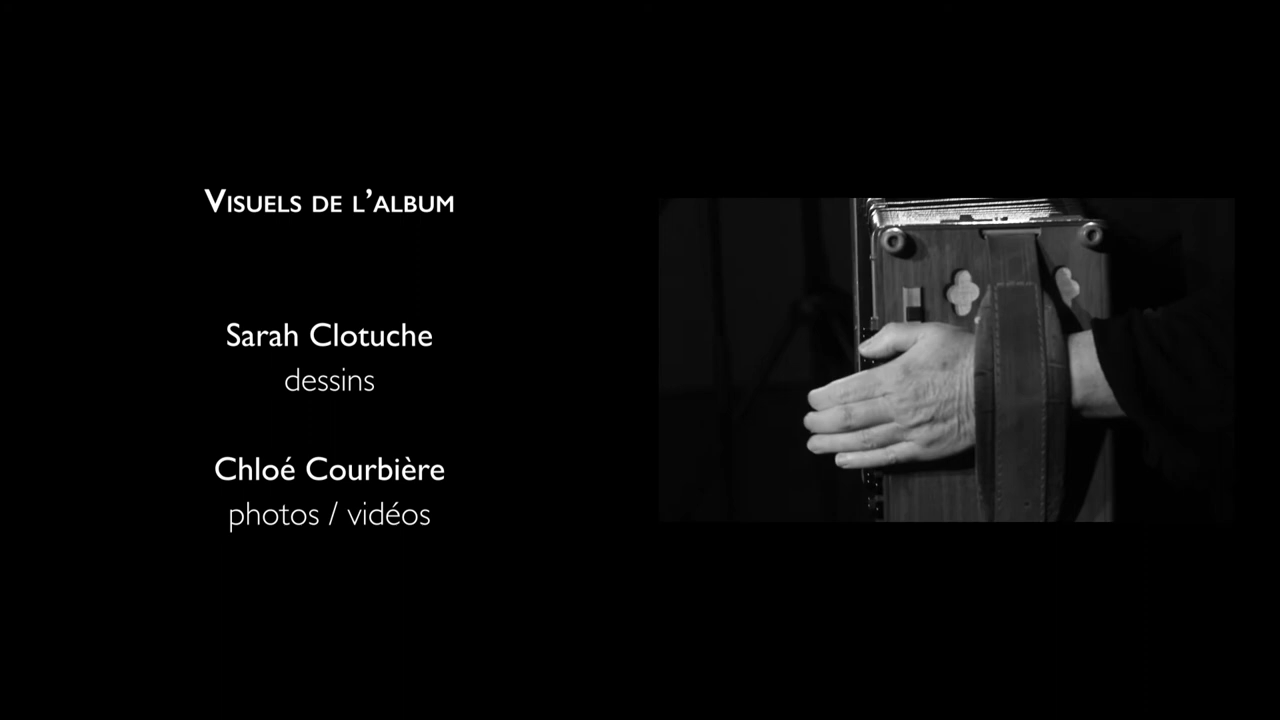 Visuels de l’album
Sarah Clotuche
dessins
Chloé Courbière
photos / vidéos